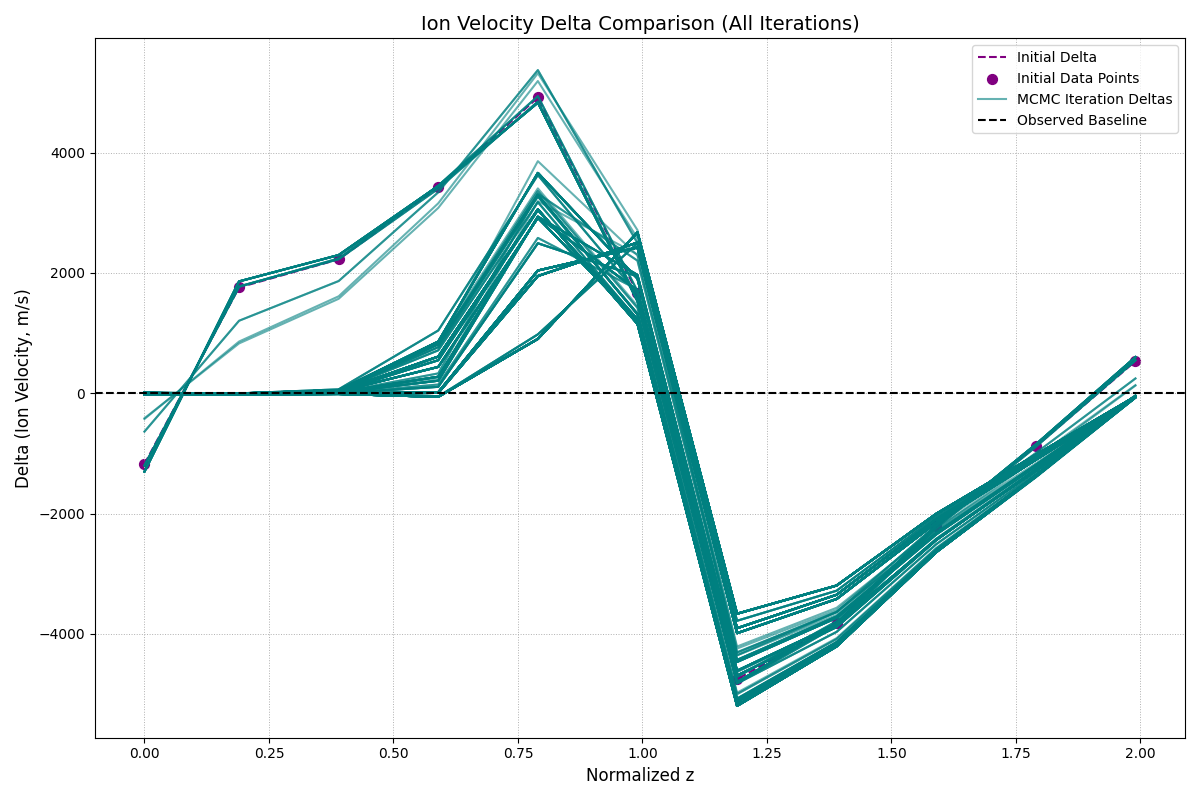 Ion Velocity Delta Comparison (All Iterations)
Initial Delta
Initial Data Points
MCMC Iteration Deltas
Observed Baseline
Delta (Ion Velocity, m/s)
4000
2000
0
−2000
−4000
0.00
0.25
0.50
0.75
1.00
1.25
1.50
1.75
2.00
Normalized z